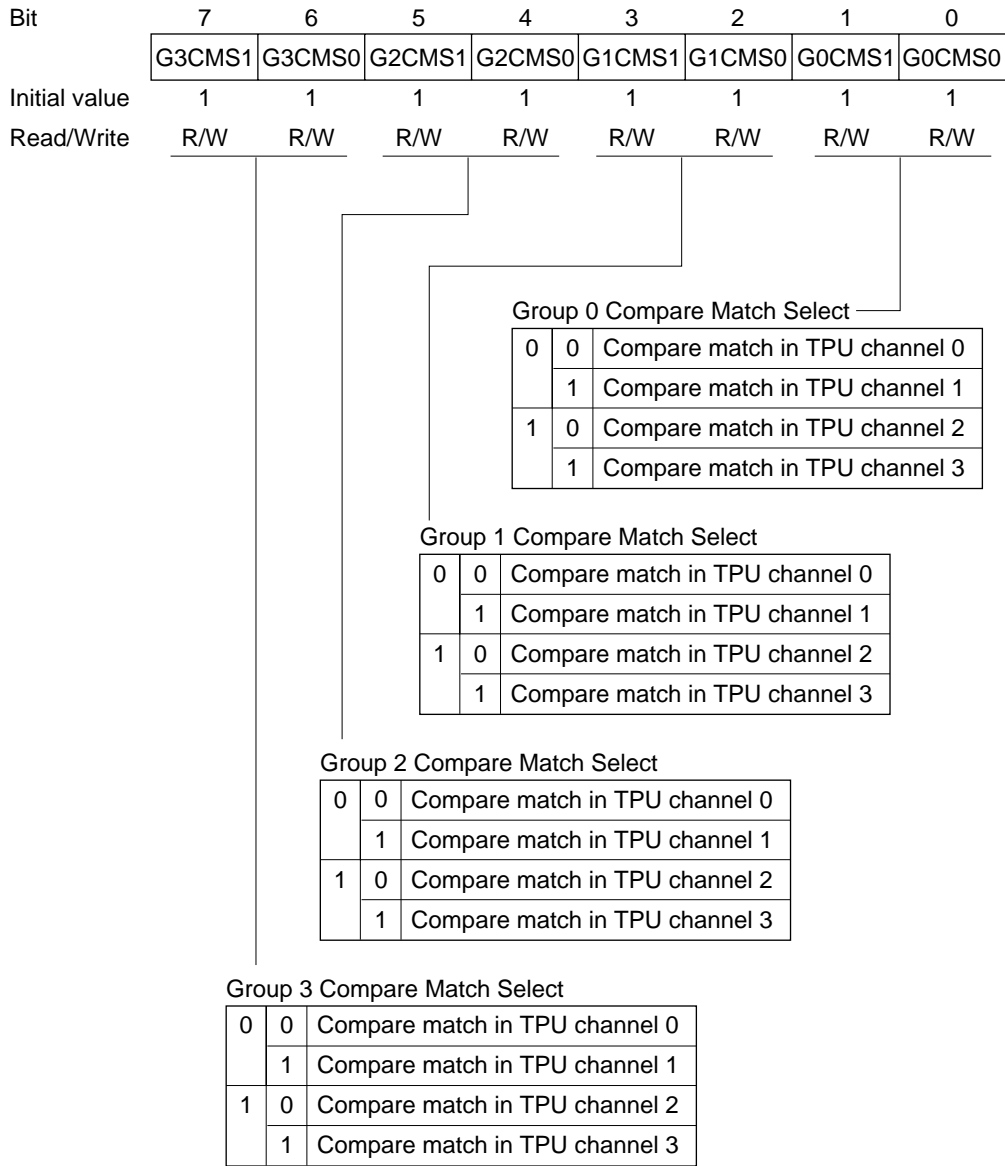 Bit 7 6 5 4 3 2 1 0
G3CMS1 G3CMS0 G2CMS1 G2CMS0 G1CMS1 G1CMS0 G0CMS1 G0CMS0
Initial value 1 1 1 1 1 1 1 1
Read/Write R/W R/W R/W R/W R/W R/W R/W R/W
Group 0 Compare Match Select
0 0 Compare match in TPU channel 0
1 Compare match in TPU channel 1
1 0 Compare match in TPU channel 2
1 Compare match in TPU channel 3
Group 1 Compare Match Select
0 0 Compare match in TPU channel 0
1 Compare match in TPU channel 1
1 0 Compare match in TPU channel 2
1 Compare match in TPU channel 3
Group 2 Compare Match Select
0 0 Compare match in TPU channel 0
1 Compare match in TPU channel 1
1 0 Compare match in TPU channel 2
1 Compare match in TPU channel 3
Group 3 Compare Match Select
0 0 Compare match in TPU channel 0
1 Compare match in TPU channel 1
1 0 Compare match in TPU channel 2
1 Compare match in TPU channel 3